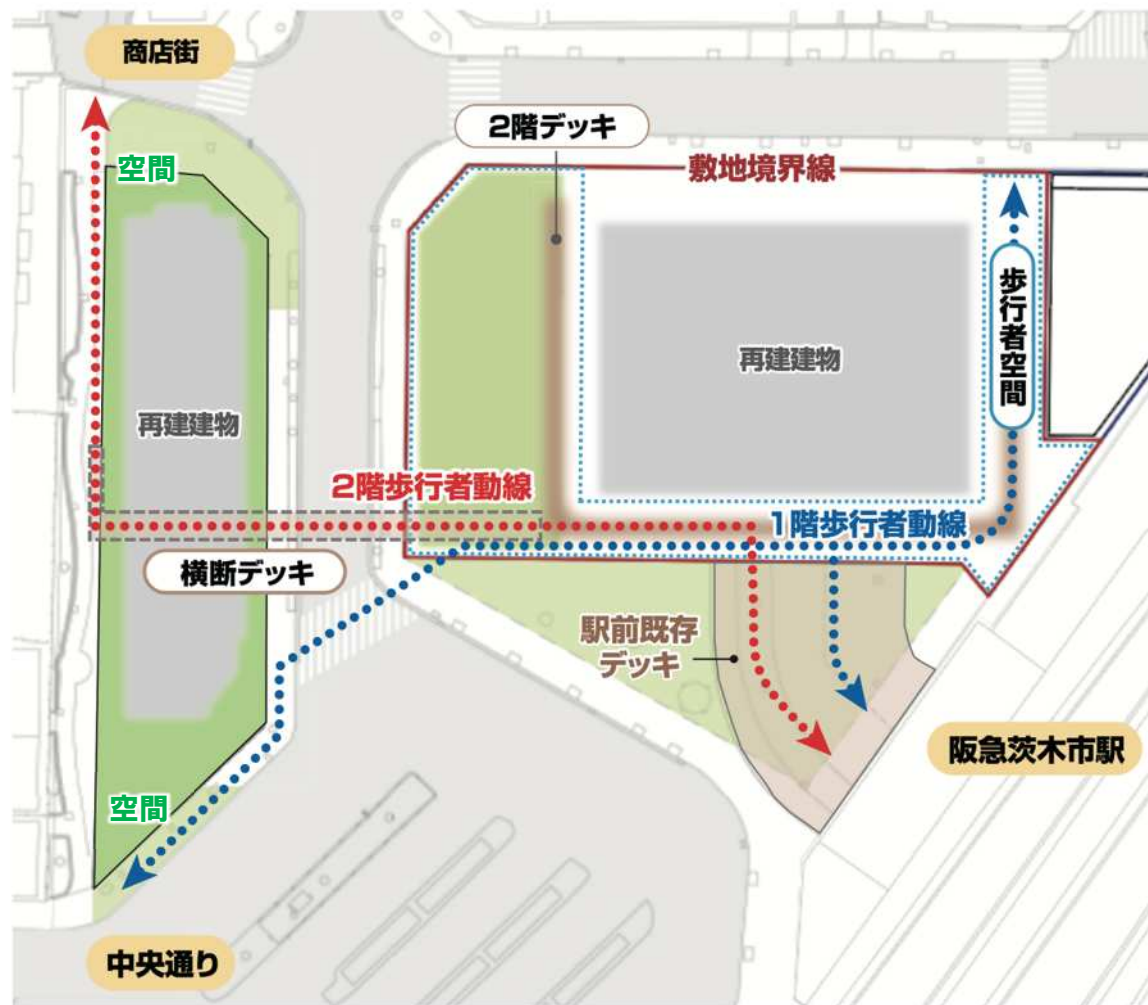 商店街
2階デッキ
空間
敷地境界線
歩行者空間
再建建物
再建建物
2階歩行者動線
1階歩行者動線
横断デッキ
駅前既存
デッキ
阪急茨木市駅
空間
中央通り